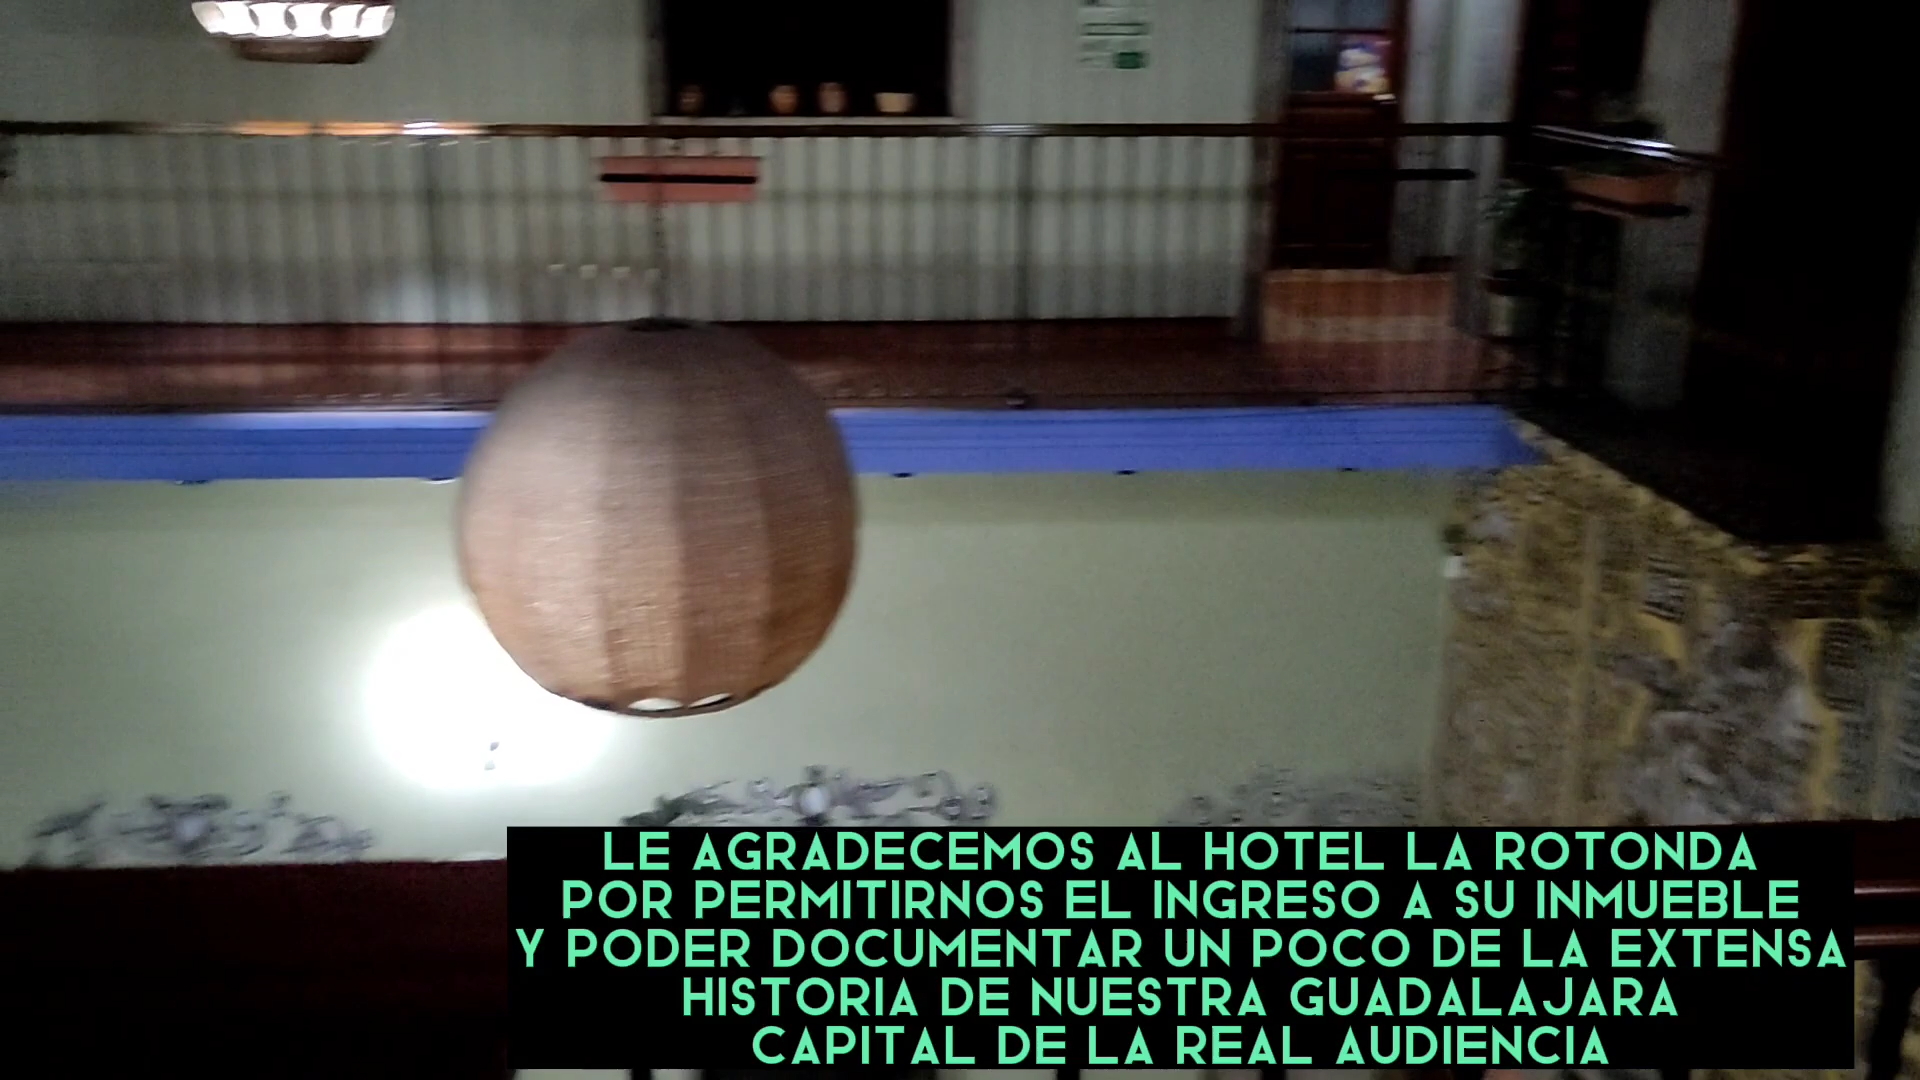 LE AGRADECEMOS AL HOTEL LA ROTONDA
POR PERMITIRNOS EL INGRESO A SU INMUEBLE
Y PODER DOCUMENTAR UN POCO DE LA EXTENSA
HISTORIA DE NUESTRA GUADALAJARA
CAPITAL DE LA REAL AUDIENCIA